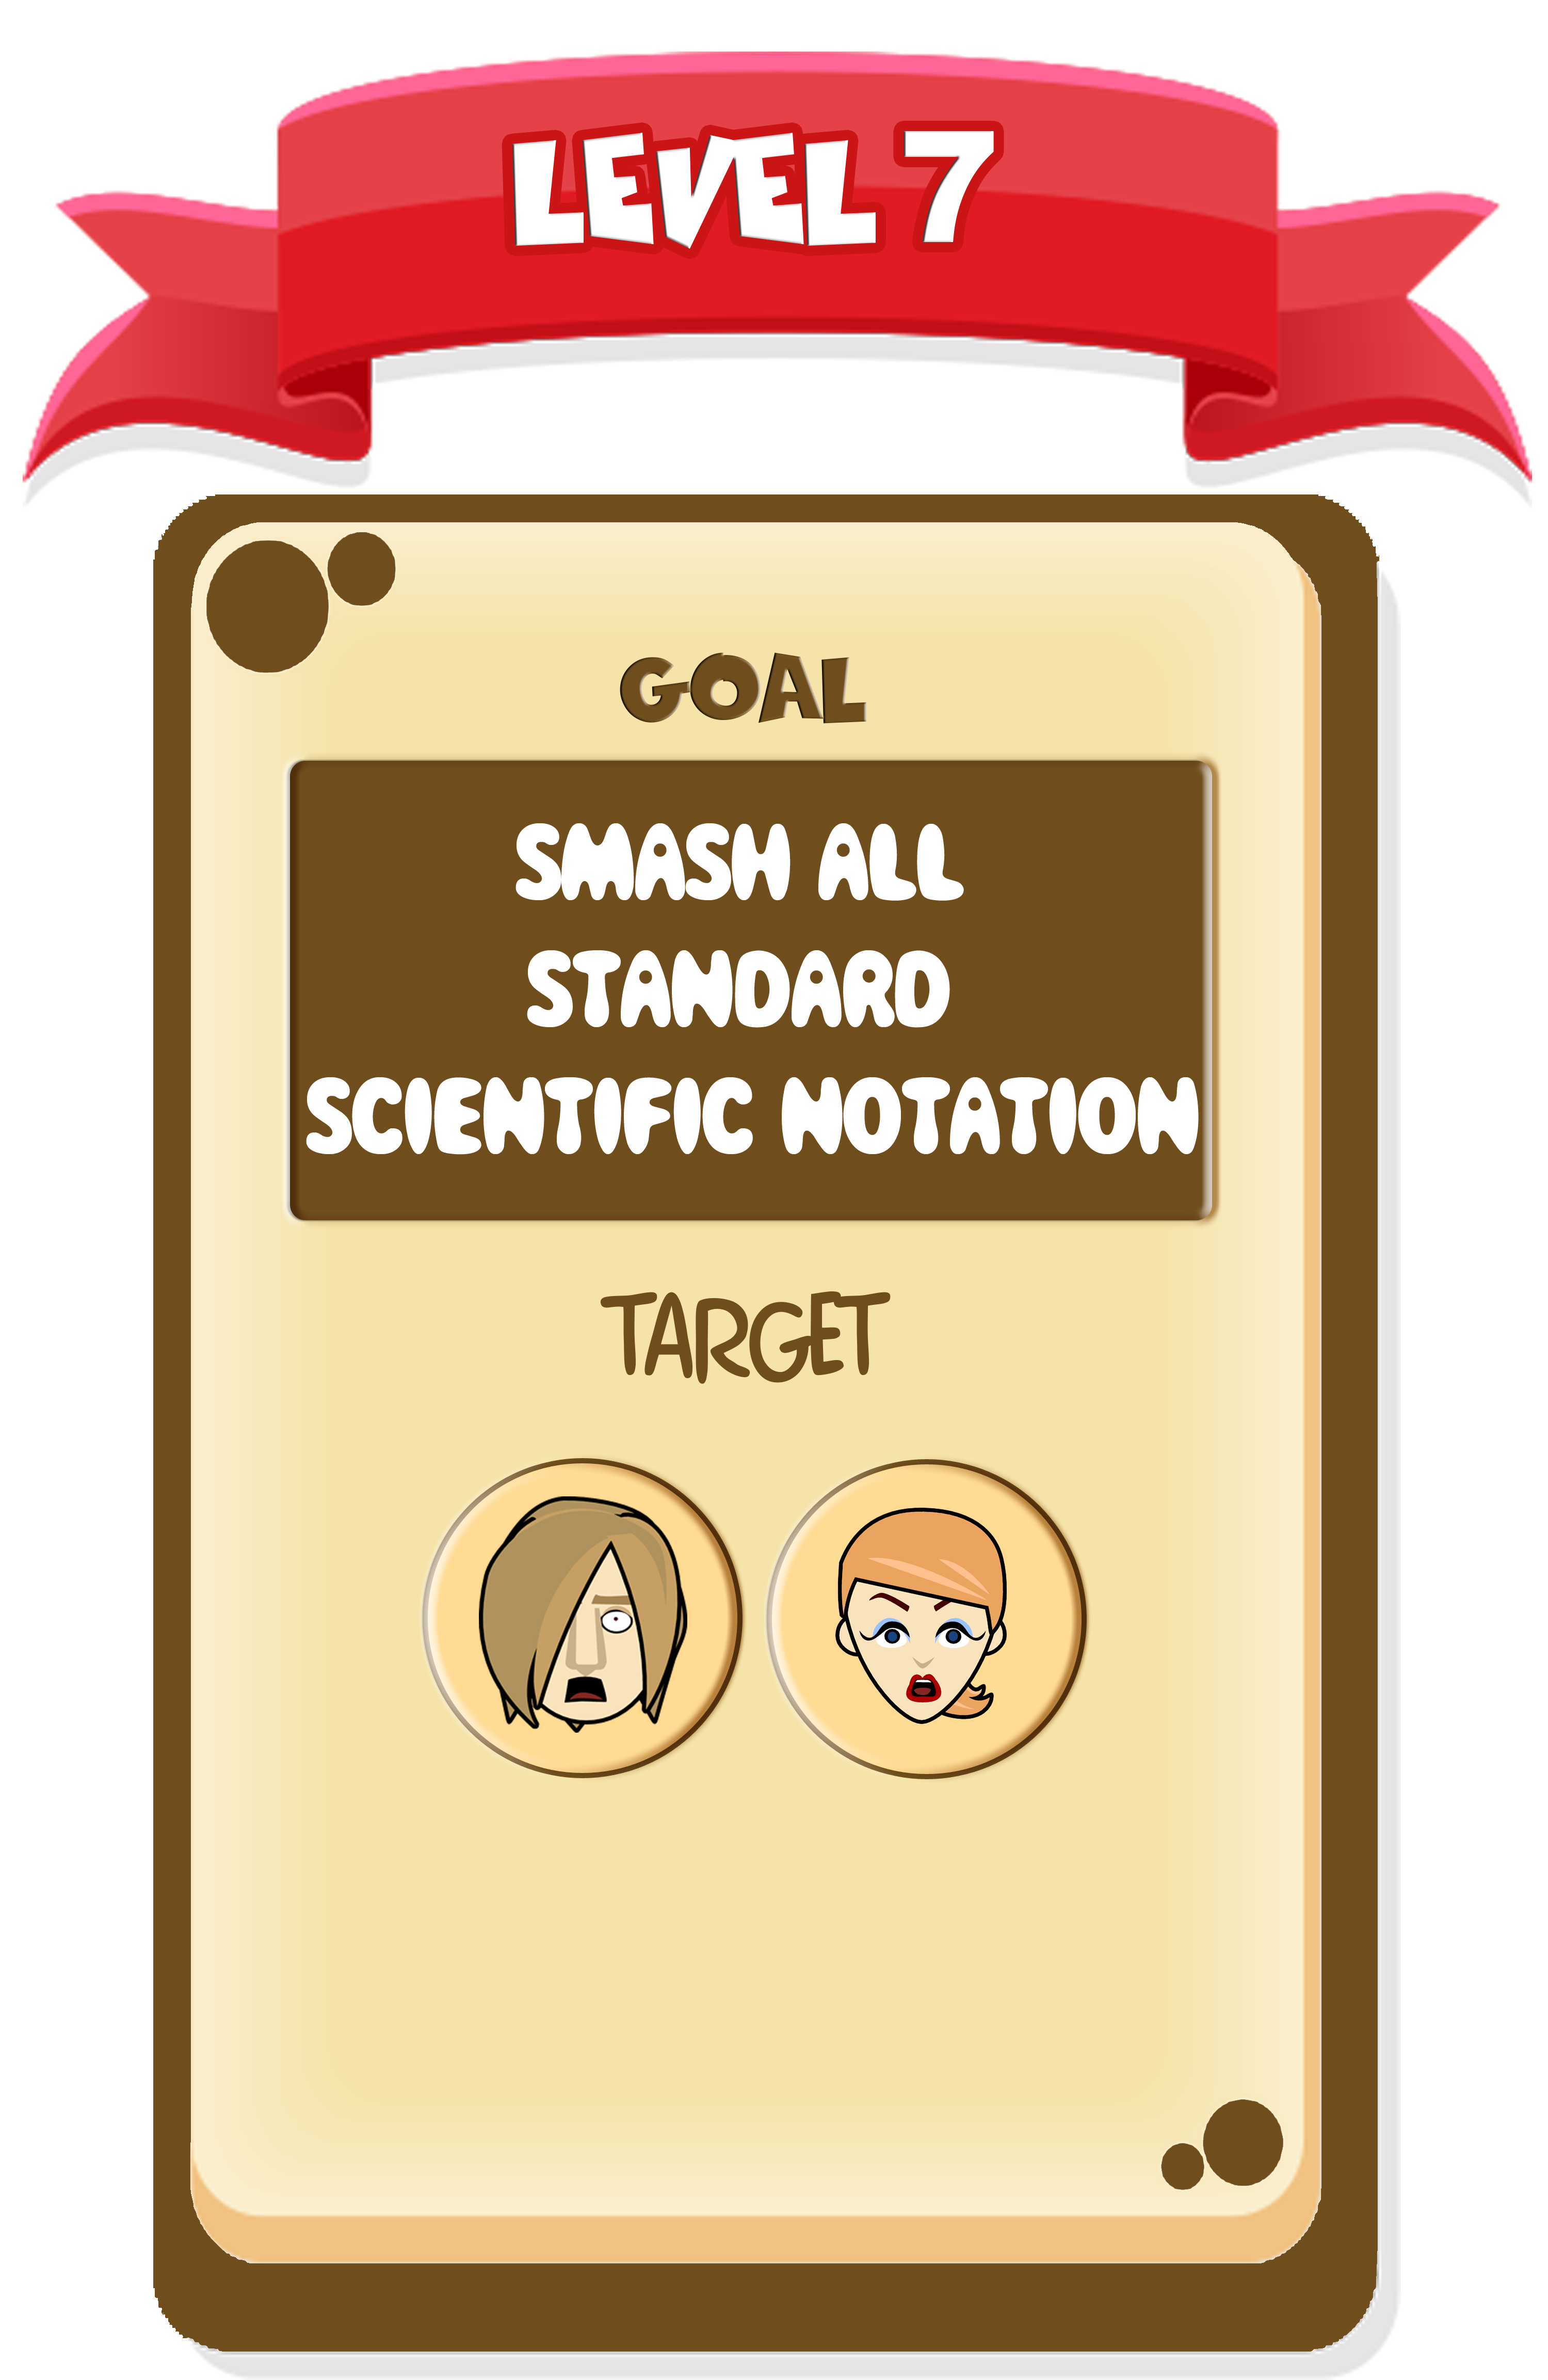 LEVEL 7
GOAL
SMASH ALL
STANDARD
SCIENTIFIC NOTATION
TARGET